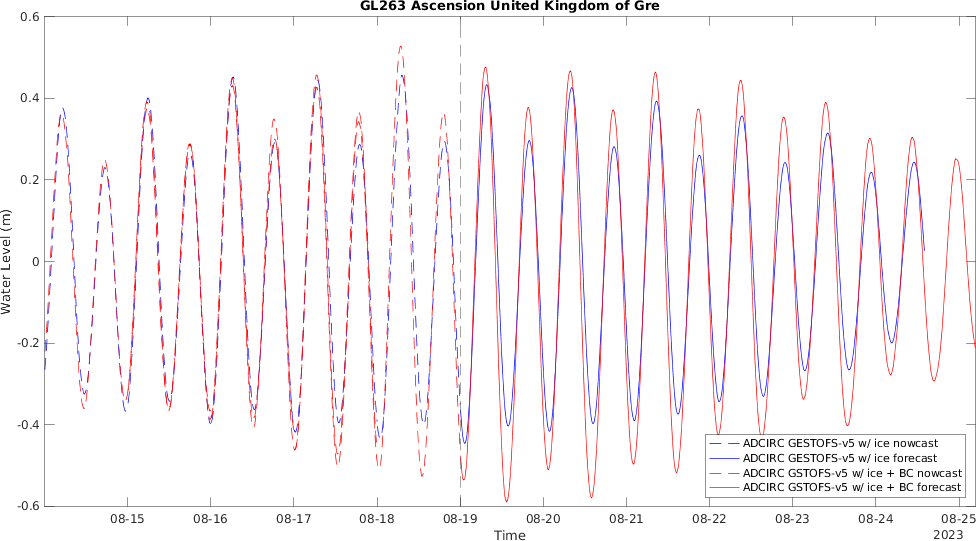 GL263 Ascension United Kingdom of Gre
0.6
0.4
0.2
0
-0.2
-0.4
-0.6
Water Level (m)
ADCIRC GESTOFS-v5 w/ ice nowcast
ADCIRC GESTOFS-v5 w/ ice forecast
ADCIRC GSTOFS-v5 w/ ice + BC nowcast
ADCIRC GSTOFS-v5 w/ ice + BC forecast
08-15 08-16 08-17 08-18 08-19 08-20 08-21 08-22 08-23 08-24 08-25
Time
2023